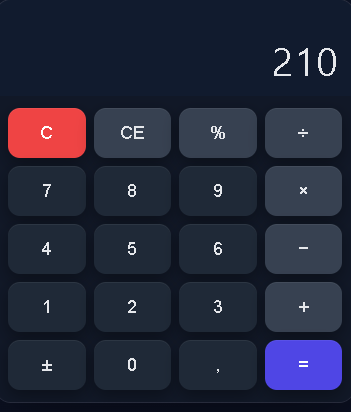 210
C CE % ÷
7 8 9 ×
4 5 6 −
1 2 3 +
± 0 , =